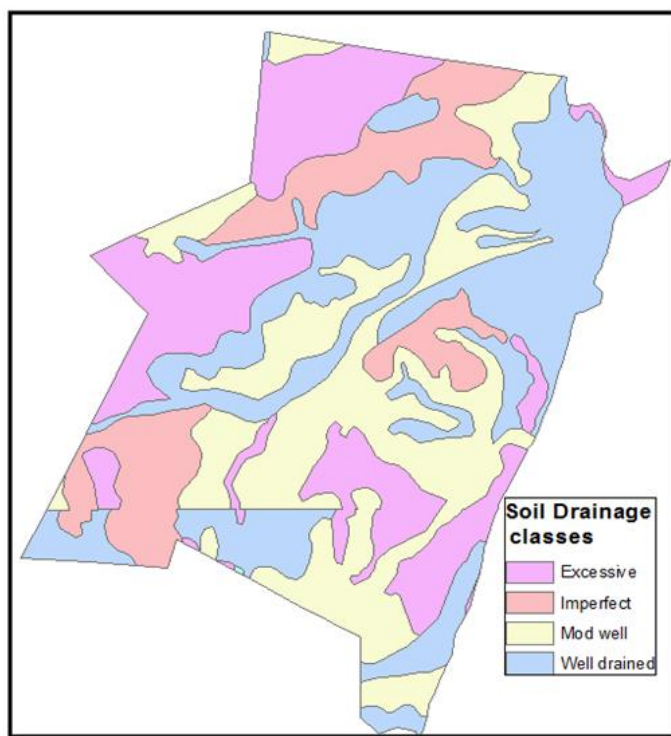 Soil Drainage
classes
Excessive
Imperfect
Mod well
Well drained